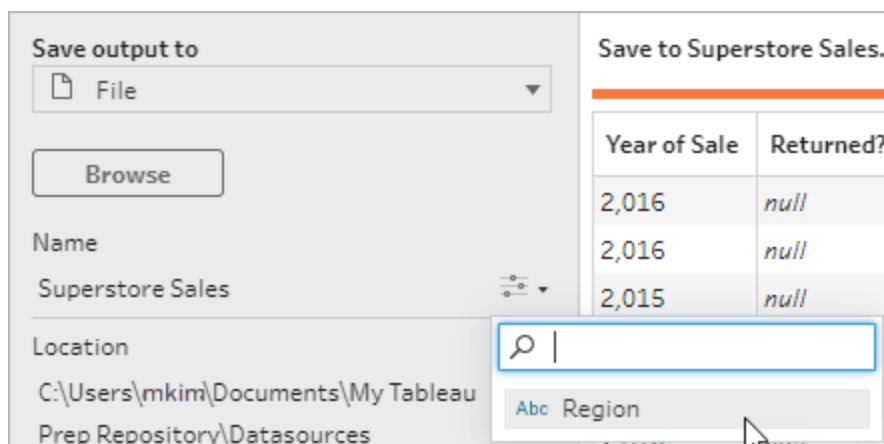 Save output to
File
Browse
Name
Superstore Sales
Location
C:\Users\mkim\Documents\My Tableau
Prep Repository\Datasources
Save to Superstore Sales.
Year of Sale Returned?
2,016 null
2,016 null
2,015 null
Abc Region